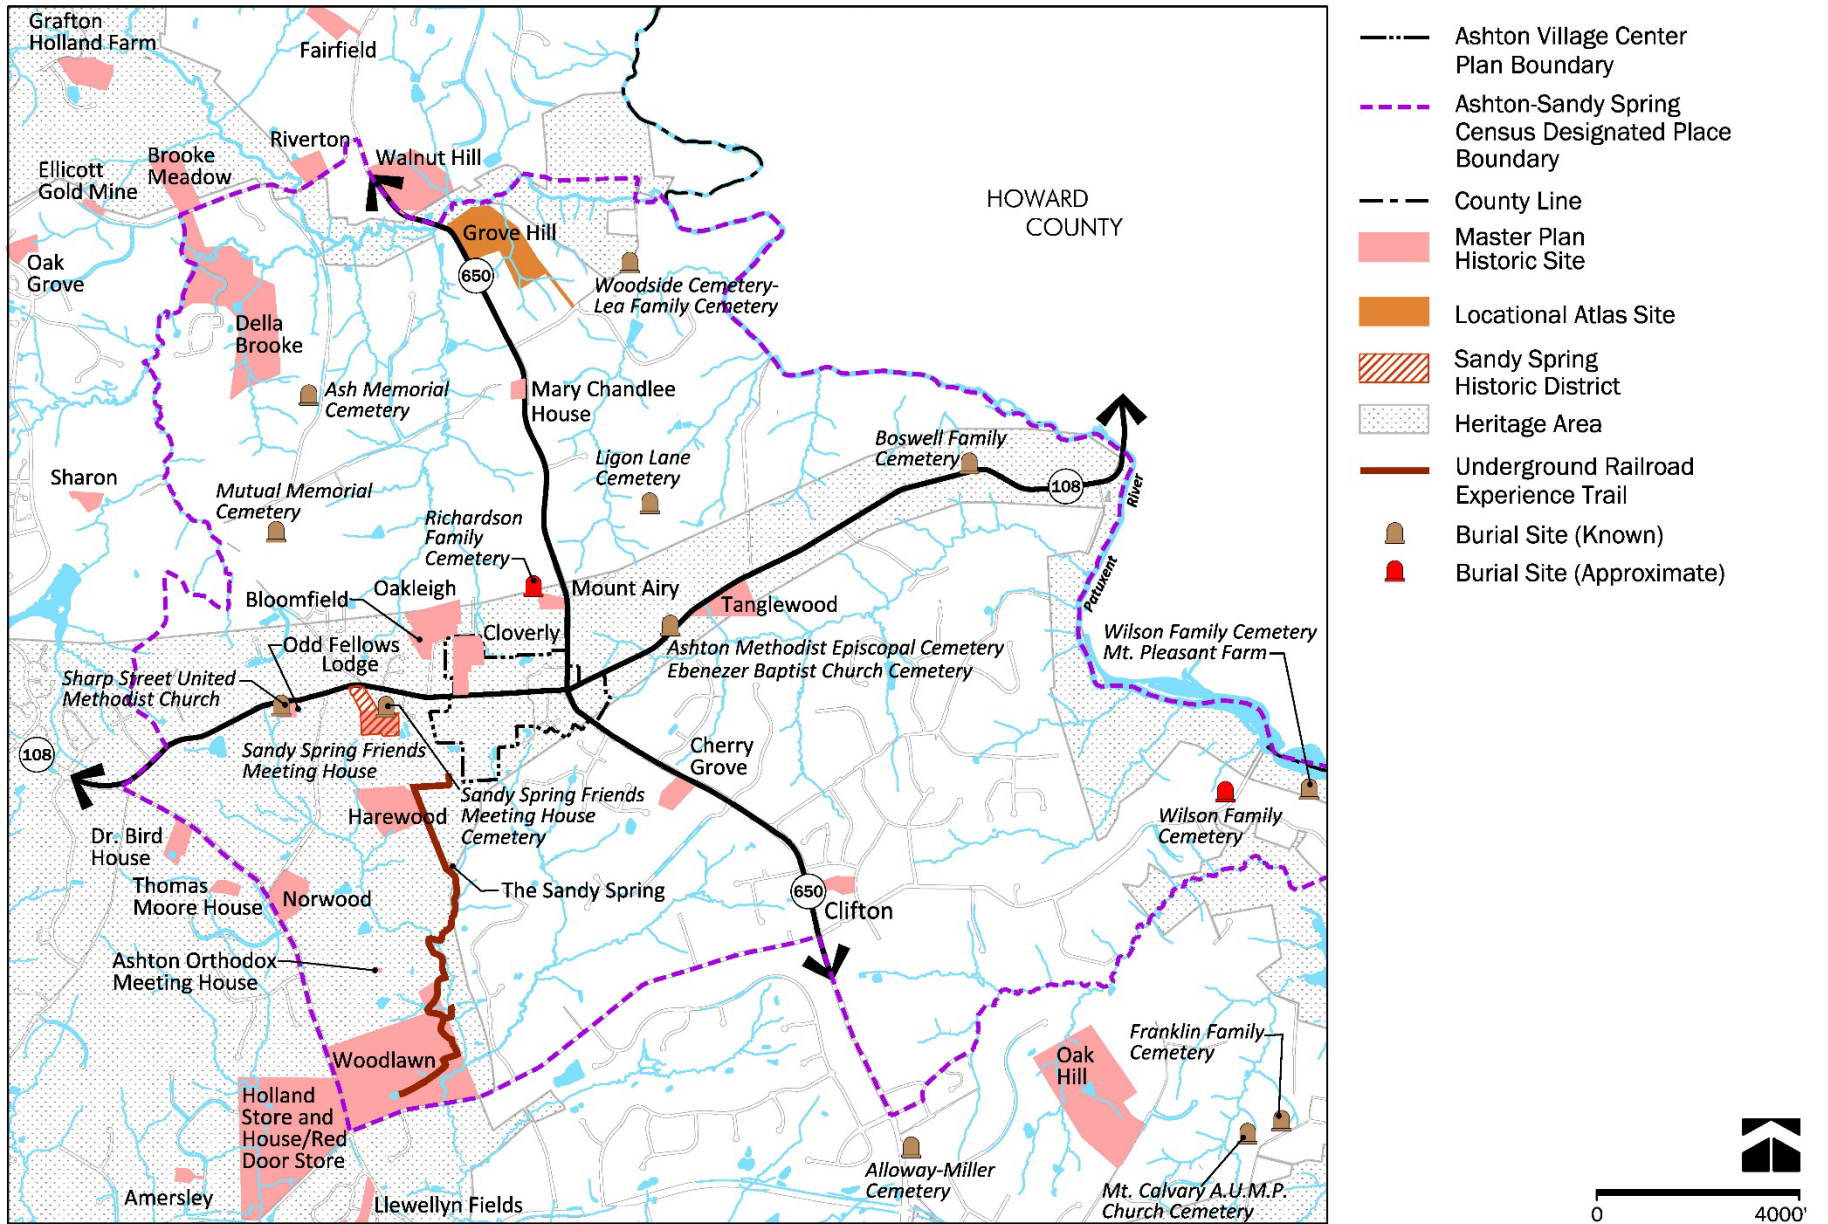 Grafton
Holland Farm
Fairfield
Riverton
Walnut Hill
Brooke
Meadow
Ellicott
Gold Mine
Oak
Grove
Grove Hill
650
Woodside Cemetery-
Lea Family Cemetery
HOWARD
COUNTY
Della
Brooke
Ash Memorial
Cemetery
Mary Chandlee
House
Boswell Family
Cemetery
Ligon Lane
Cemetery
108
Sharon
Mutual Memorial
Cemetery
Richardson
Family
Cemetery
Patuxent River
Oakleigh
Bloomfield
Mount Airy
Tanglewood
Cloverly
Odd Fellows
Lodge
Ashton Methodist Episcopal Cemetery
Ebenezer Baptist Church Cemetery
Wilson Family Cemetery
Mt. Pleasant Farm
Sharp Street United
Methodist Church
108
Sandy Spring Friends
Meeting House
Cherry
Grove
Sandy Spring Friends
Meeting House
Cemetery
Harewood
Wilson Family
Cemetery
Dr. Bird
House
Thomas
Moore House
Norwood
The Sandy Spring
650
Clifton
Ashton Orthodox
Meeting House
Woodlawn
Oak
Hill
Franklin Family
Cemetery
Holland
Store and
House/Red
Door Store
Amersley
Llewellyn Fields
Alloway-Miller
Cemetery
Mt. Calvary A.U.M.P.
Church Cemetery
Ashton Village Center
Plan Boundary
Ashton-Sandy Spring
Census Designated Place
Boundary
County Line
Master Plan
Historic Site
Locational Atlas Site
Sandy Spring
Historic District
Heritage Area
Underground Railroad
Experience Trail
Burial Site (Known)
Burial Site (Approximate)
0 4000'